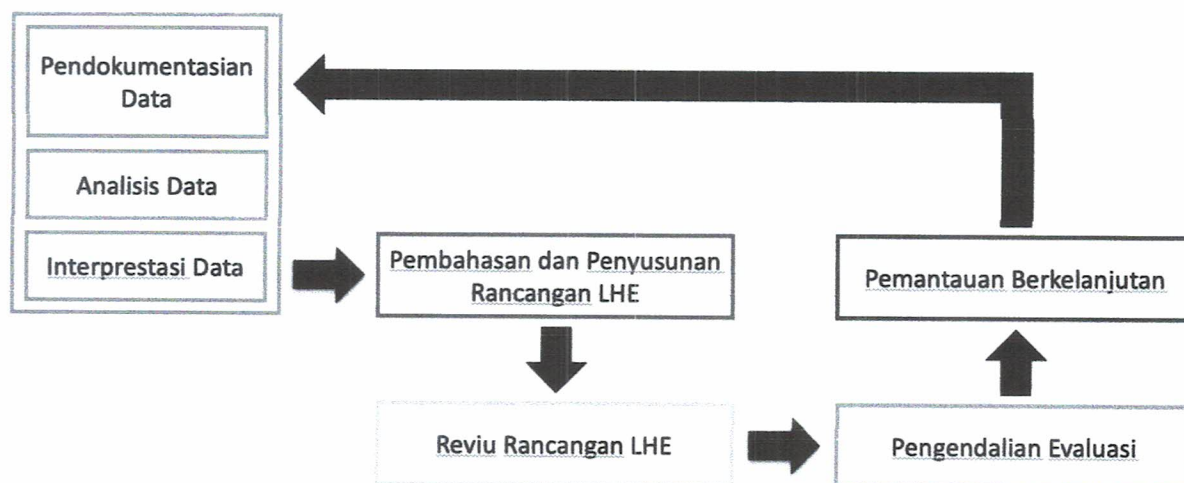 Pendokumentasian
Data
Analisis Data
Interprestasi Data
Pembahasan dan Penyusunan
Rancangan LHE
Reviu Rancangan LHE
Pengendalian Evaluasi
Pemantauan Berkelanjutan